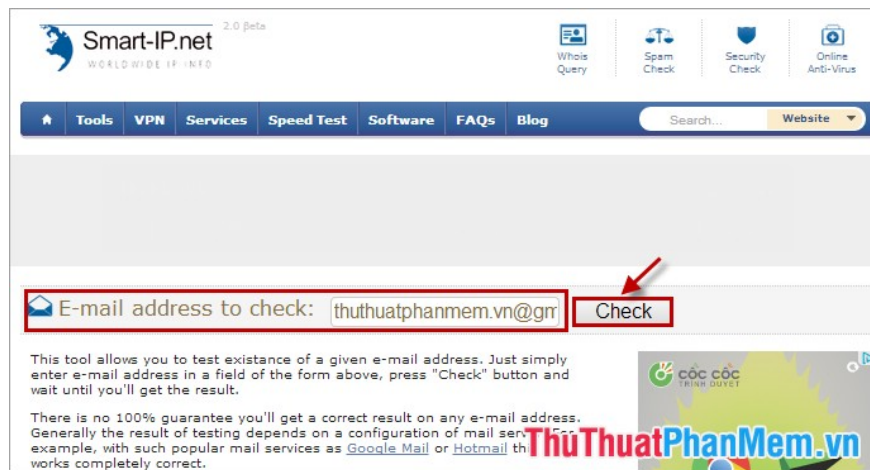 Smart-IP.net
2.0 βeta
WORLDWIDE IP INFO
Whois
Query
Spam
Check
Security
Check
Online
Anti-Virus
Tools VPN Services Speed Test Software FAQs Blog
Search...
Website
E-mail address to check:
thuthuatphanmem.vn@gm
Check
This tool allows you to test existance of a given e-mail address. Just simply
enter e-mail address in a field of the form above, press "Check" button and
wait until you'll get the result.
There is no 100% guarantee you'll get a correct result on any e-mail address.
Generally the result of testing depends on a configuration of mail
example, with such popular mail services as Google Mail or Hotmail
works completely correct.
CỐC CỐC
TRÌNH DUYỆT
ThuThuatPhanMem.vn